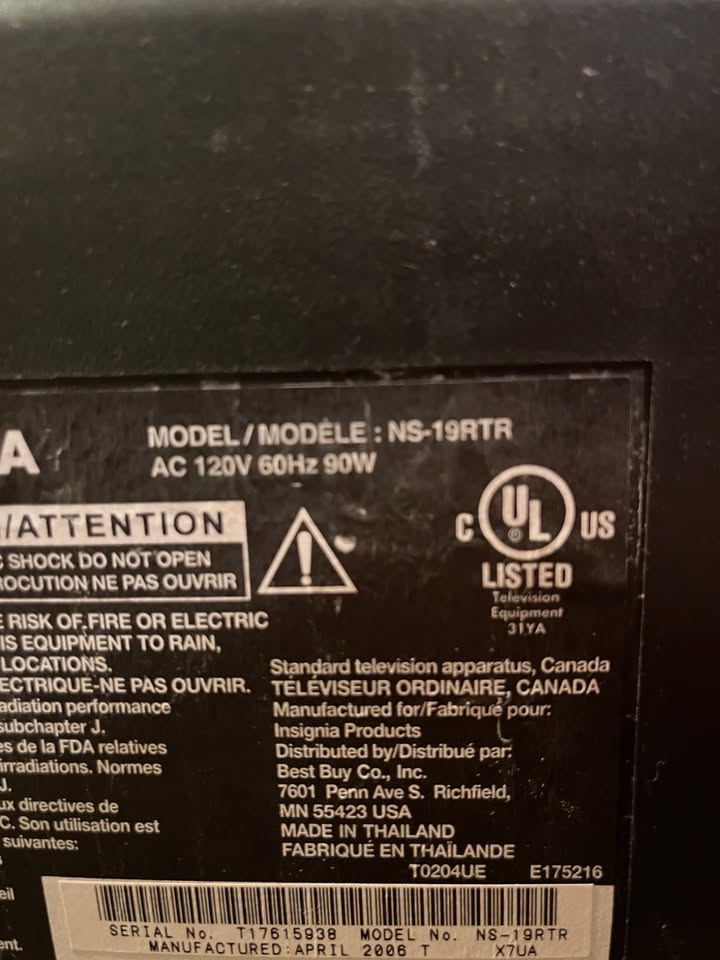 A
MODEL/MODÈLE : NS-19RTR
AC 120V 60Hz 90W
/ATTENTION
SHOCK DO NOT OPEN
OCUTION NE PAS OUVRIR
RISK OF FIRE OR ELECTRIC
IS EQUIPMENT TO RAIN,
LOCATIONS.
ECTRIQUE-NE PAS OUVRIR.
adiation performance
subchapter J.
es de la FDA relatives
irradiations. Normes
J.
ux directives de
C. Son utilisation est
suivantes:
eil
ent.
C UL US
®
LISTED
Television
Equipment
31YA
Standard television apparatus, Canada
TÉLÉVISEUR ORDINAIRE, CANADA
Manufactured for/Fabriqué pour:
Insignia Products
Distributed by/Distribué par:
Best Buy Co., Inc.
7601 Penn Ave S. Richfield,
MN 55423 USA
MADE IN THAILAND
FABRIQUÉ EN THAÏLANDE
T0204UE E175216
SERIAL No. T17615938 MODEL No. NS-19RTR
MANUFACTURED:APRIL 2006 T X7UA